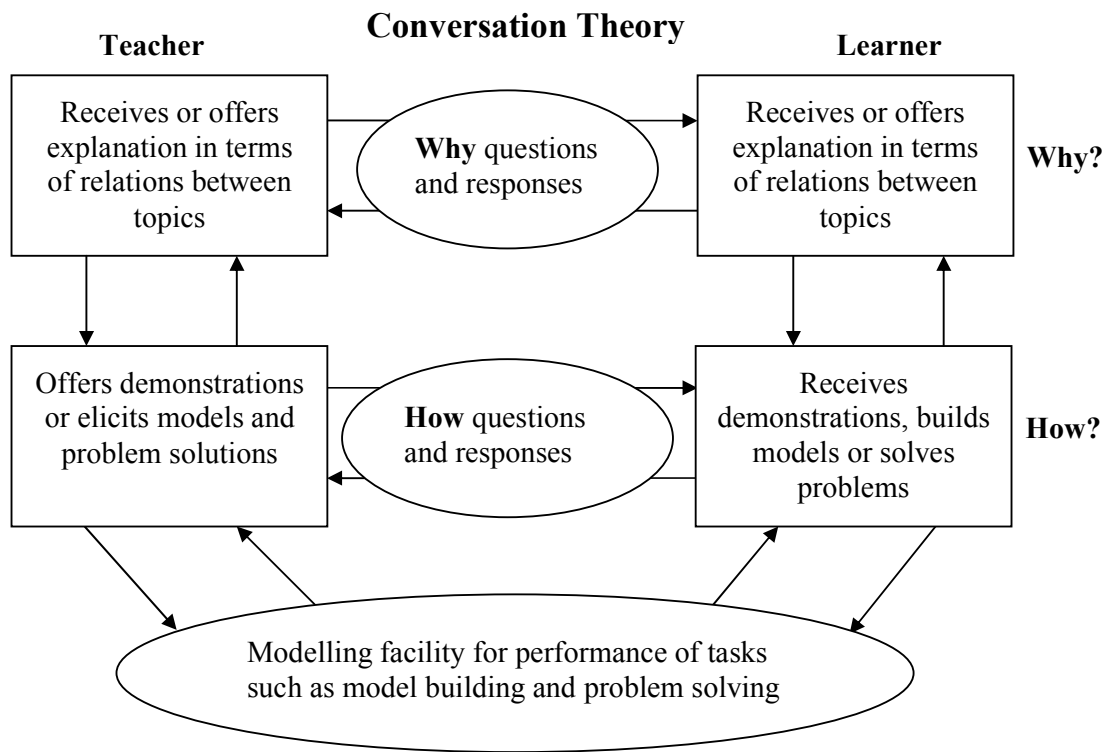 Conversation Theory
Teacher
Learner
Receives or offers
explanation in terms
of relations between
topics
Why questions
and responses
Receives or offers
explanation in terms
of relations between
topics
Why?
Offers demonstrations
or elicits models and
problem solutions
How questions
and responses
Receives
demonstrations, builds
models or solves
problems
How?
Modelling facility for performance of tasks
such as model building and problem solving